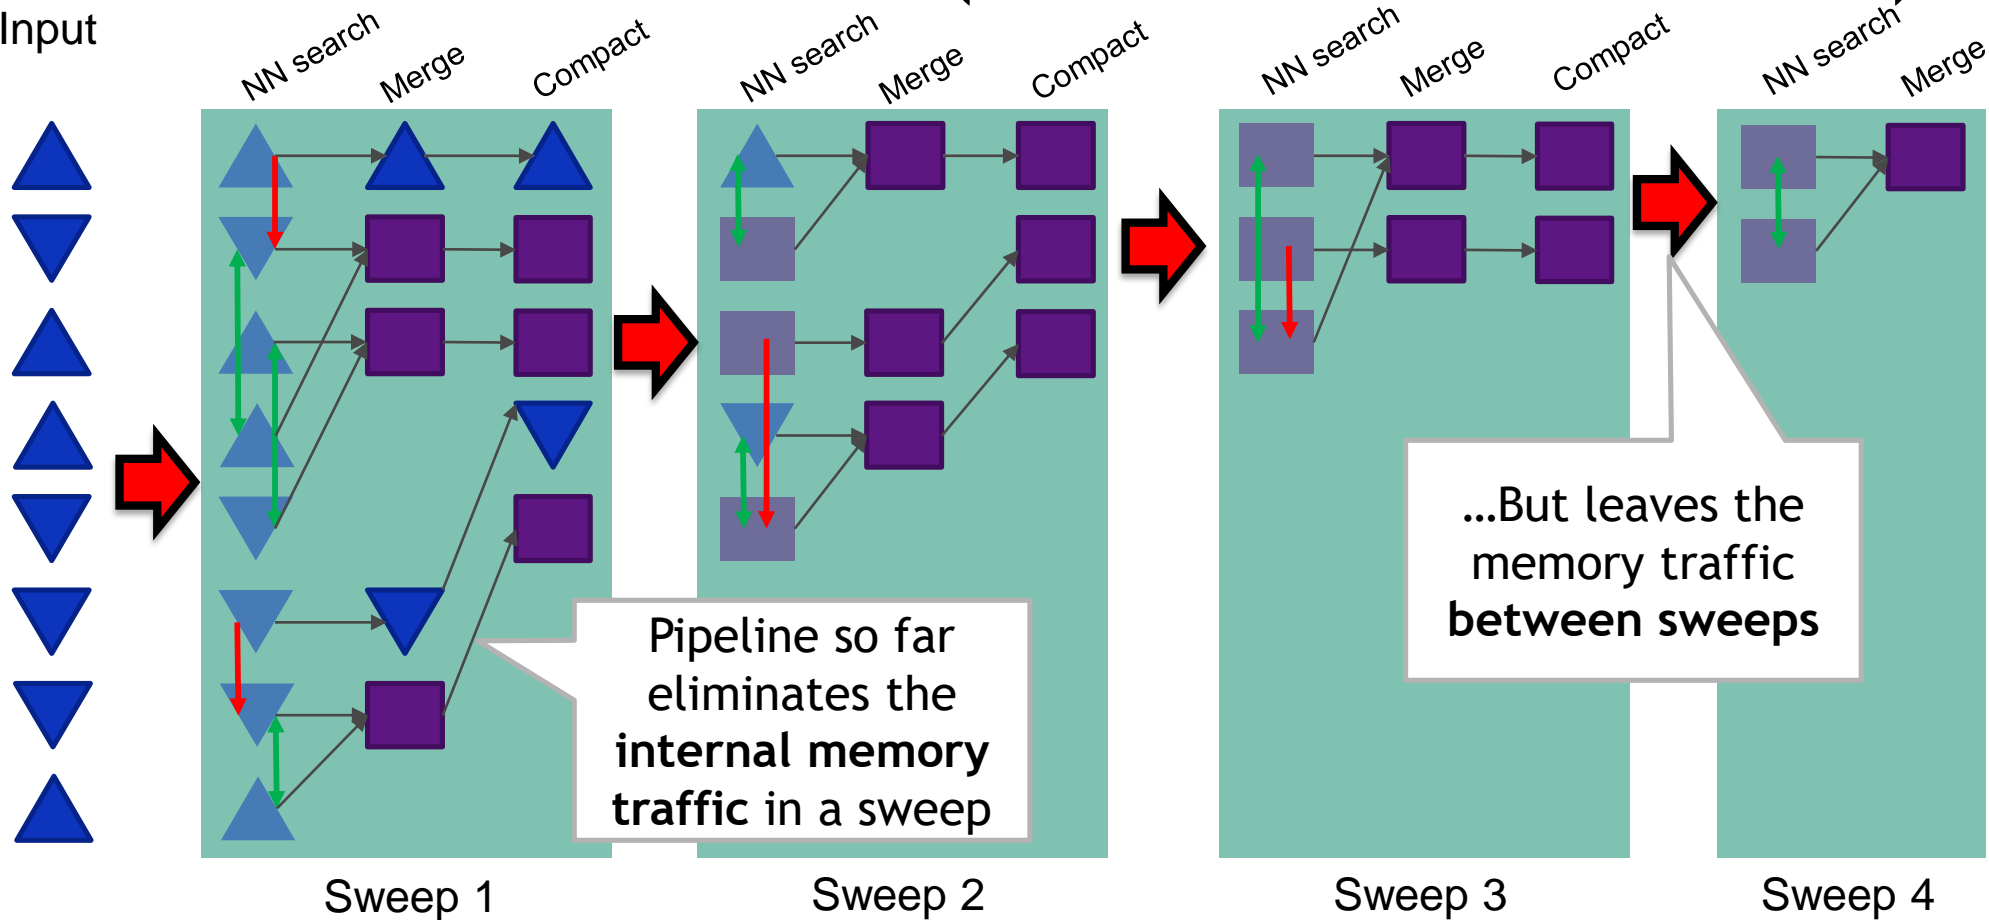 Input
NN search
Merge
Compact
NN search
Merge
Compact
NN search
Merge
Compact
NN search
Merge
...But leaves the
memory traffic
between sweeps
Pipeline so far
eliminates the
internal memory
traffic in a sweep
Sweep 1
Sweep 2
Sweep 3
Sweep 4